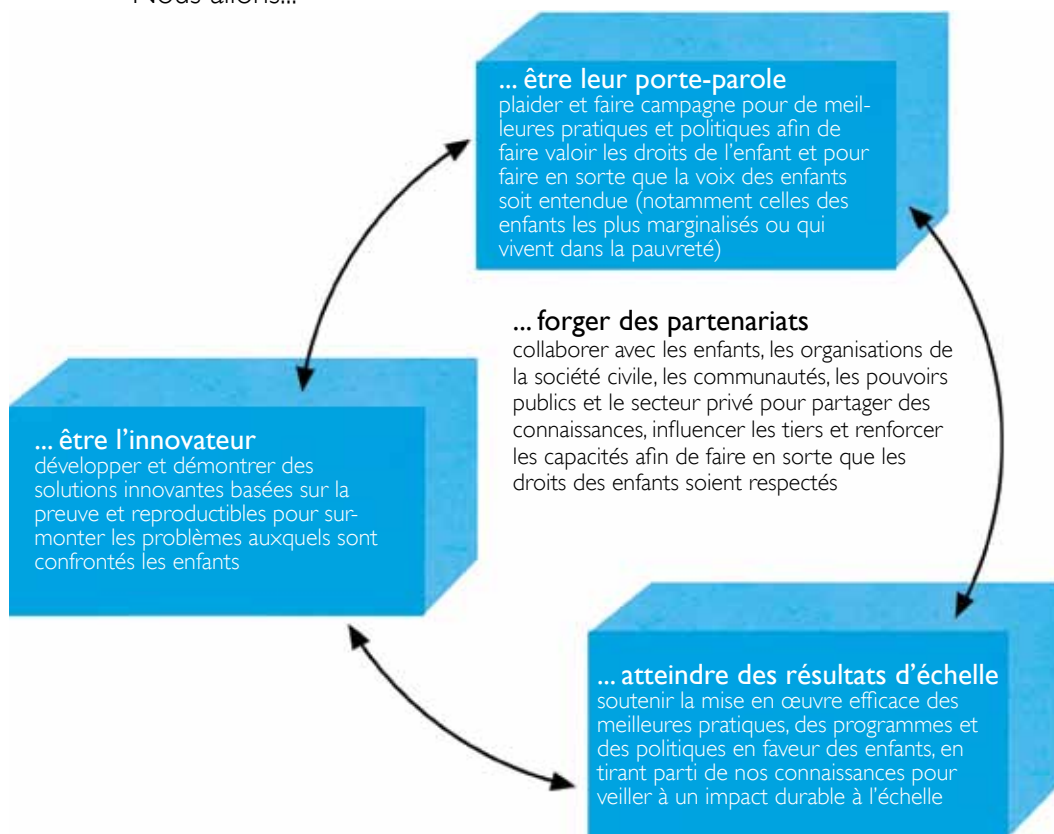 Nous allons...
... être leur porte-parole
plaider et faire campagne pour de meil-
leures pratiques et politiques afin de
faire valoir les droits de l'enfant et pour
faire en sorte que la voix des enfants
soit entendue (notamment celles des
enfants les plus marginalisés ou qui
vivent dans la pauvreté)
... forger des partenariats
collaborer avec les enfants, les organisations de
la société civile, les communautés, les pouvoirs
publics et le secteur privé pour partager des
connaissances, influencer les tiers et renforcer
les capacités afin de faire en sorte que les
droits des enfants soient respectés
... être l'innovateur
développer et démontrer des
solutions innovantes basées sur la
preuve et reproductibles pour sur-
monter les problèmes auxquels sont
confrontés les enfants
... atteindre des résultats d'échelle
soutenir la mise en œuvre efficace des
meilleures pratiques, des programmes et
des politiques en faveur des enfants, en
tirant parti de nos connaissances pour
veiller à un impact durable à l'échelle